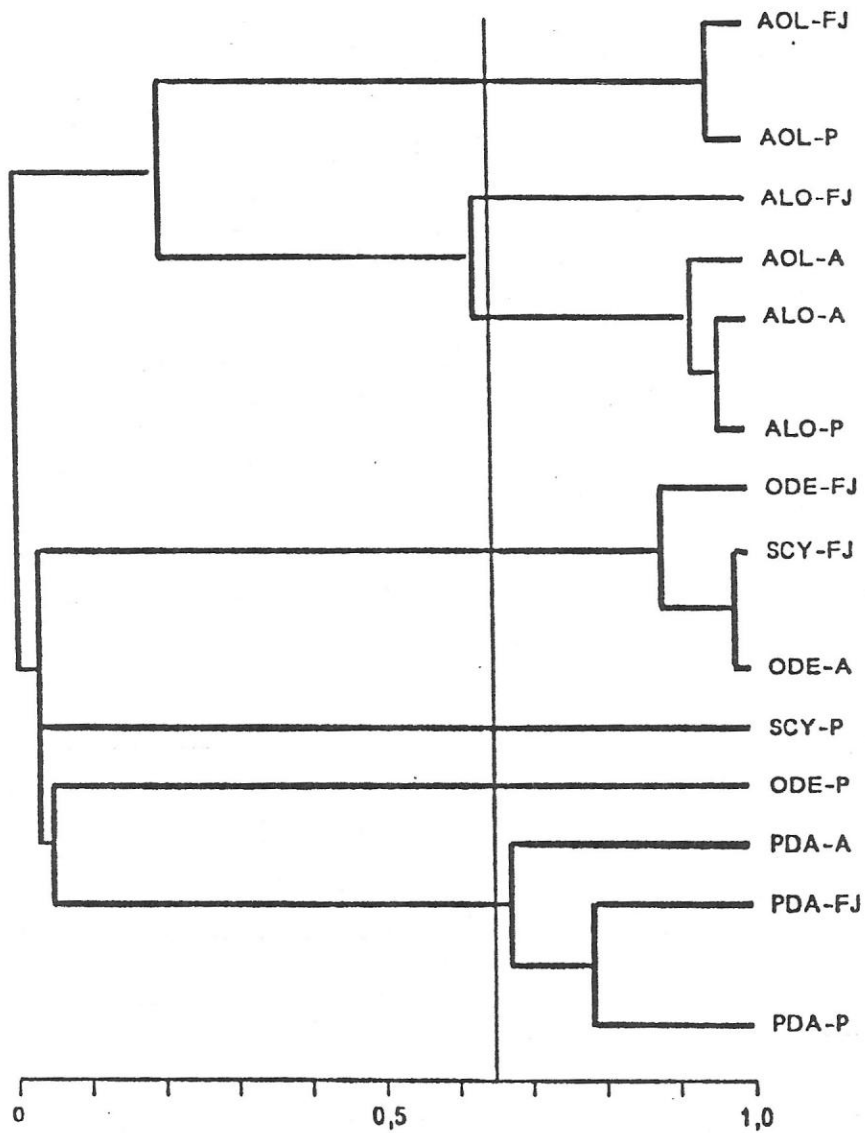 AOL-FJ
AOL-P
ALO-FJ
AOL-A
ALO-A
ALO-P
ODE-FJ
SCY-FJ
ODE-A
SCY-P
ODE-P
PDA-A
PDA-FJ
PDA-P
0 0,5 1,0